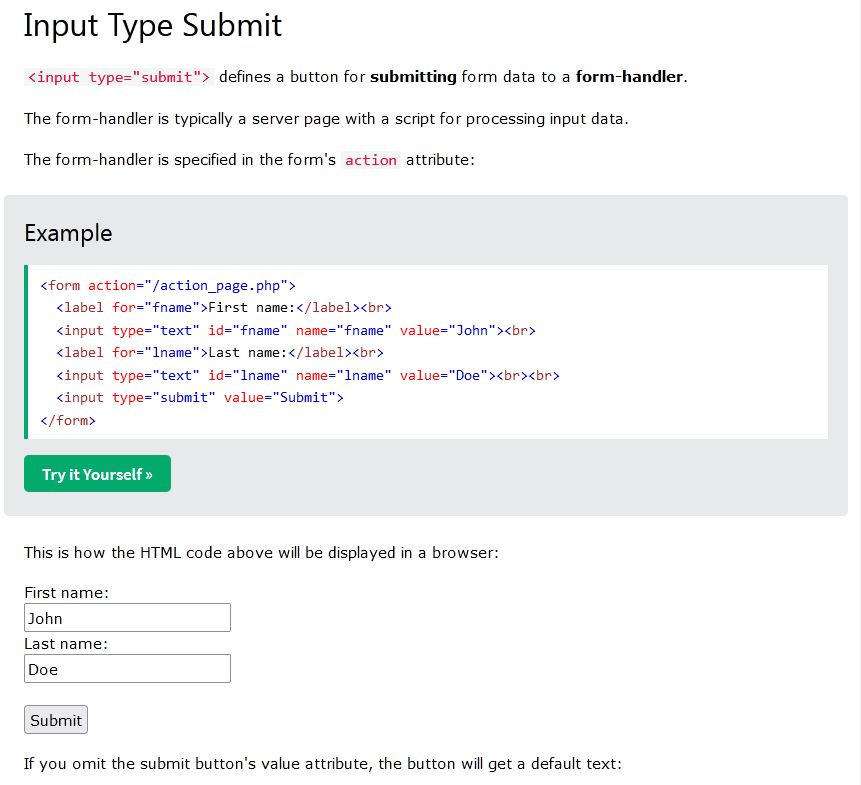 Input Type Submit
<input type="submit"> defines a button for submitting form data to a form-handler.
The form-handler is typically a server page with a script for processing input data.
The form-handler is specified in the form's action attribute:
Example
<form action="/action_page.php">
  <label for="fname">First name:</label><br>
  <input type="text" id="fname" name="fname" value="John"><br>
  <label for="lname">Last name:</label><br>
  <input type="text" id="lname" name="lname" value="Doe"><br><br>
  <input type="submit" value="Submit">
</form>
Try it Yourself »
This is how the HTML code above will be displayed in a browser:
First name:
John
Last name:
Doe
Submit
If you omit the submit button's value attribute, the button will get a default text: